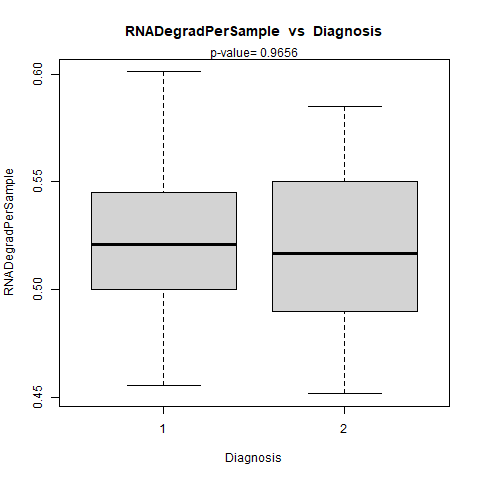 RNADegradPerSample vs Diagnosis
p-value= 0.9656
RNADegradPerSample
0.60
0.55
0.50
0.45
1
2
Diagnosis